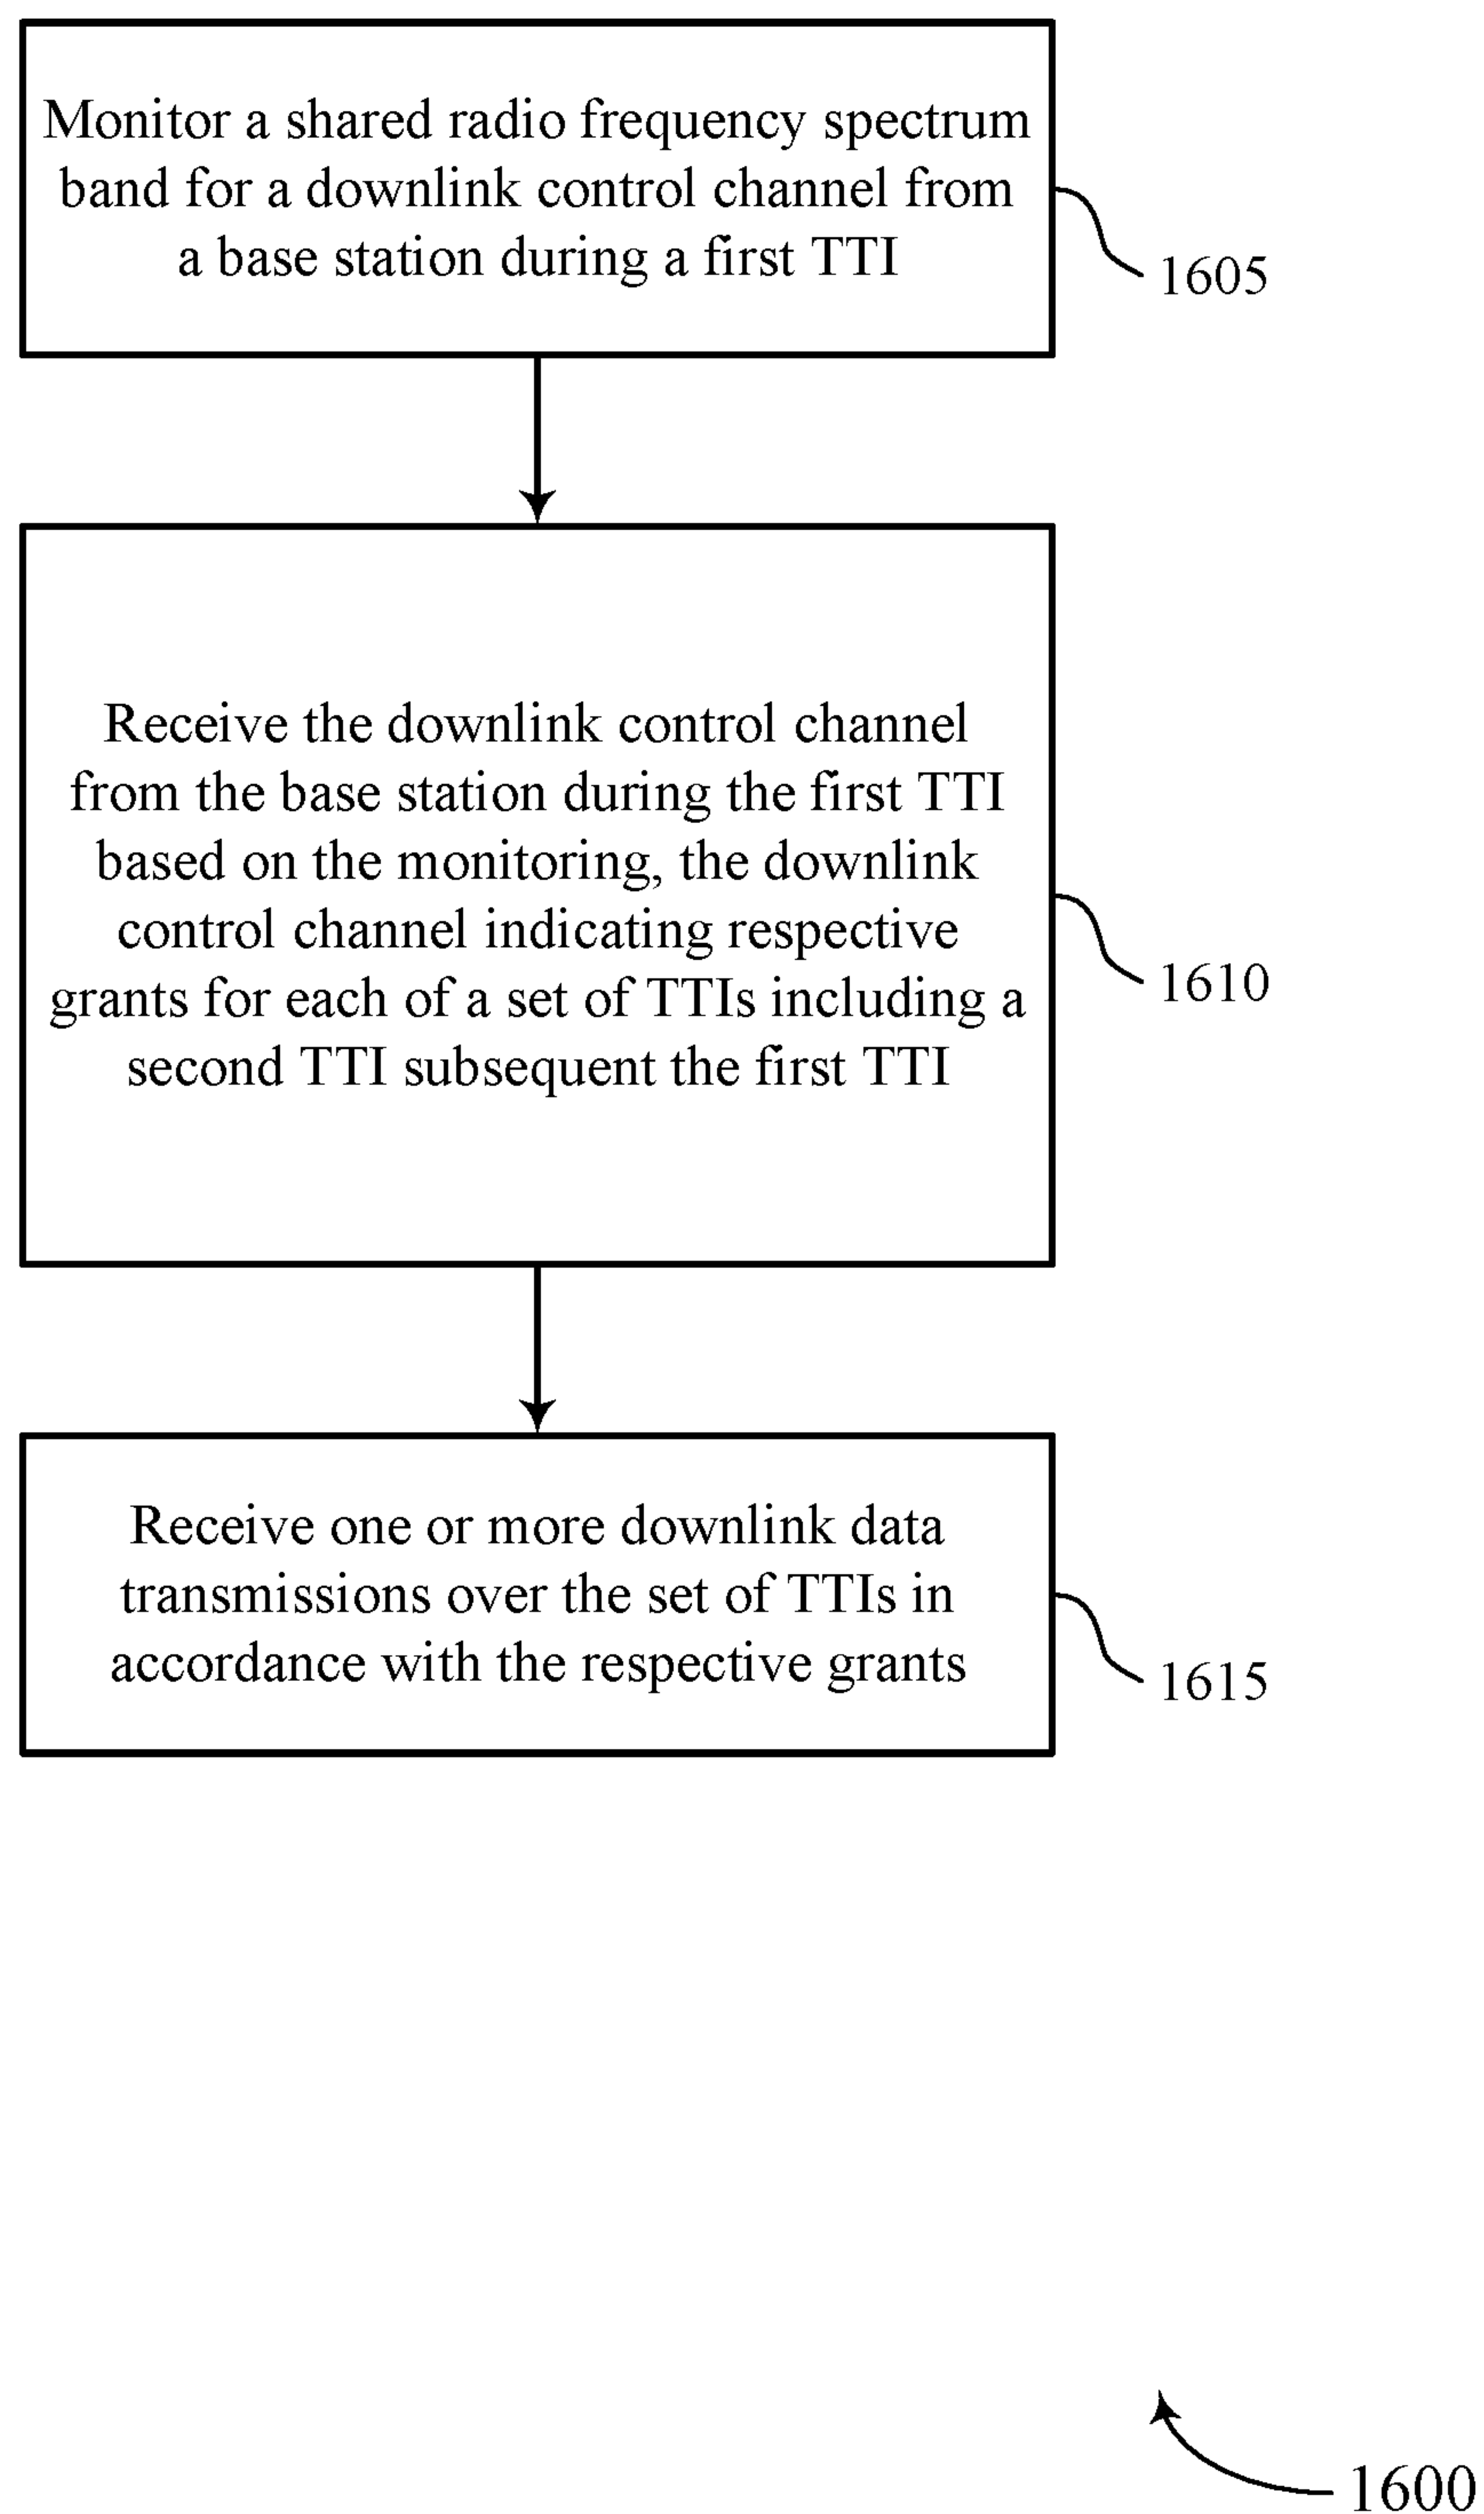 Monitor a shared radio frequency spectrum
band for a downlink control channel from
a base station during a first TTI
1605
Receive the downlink control channel
from the base station during the first TTI
based on the monitoring, the downlink
control channel indicating respective
grants for each of a set of TTIs including a
second TTI subsequent the first TTI
1610
Receive one or more downlink data
transmissions over the set of TTIs in
accordance with the respective grants
1615
1600